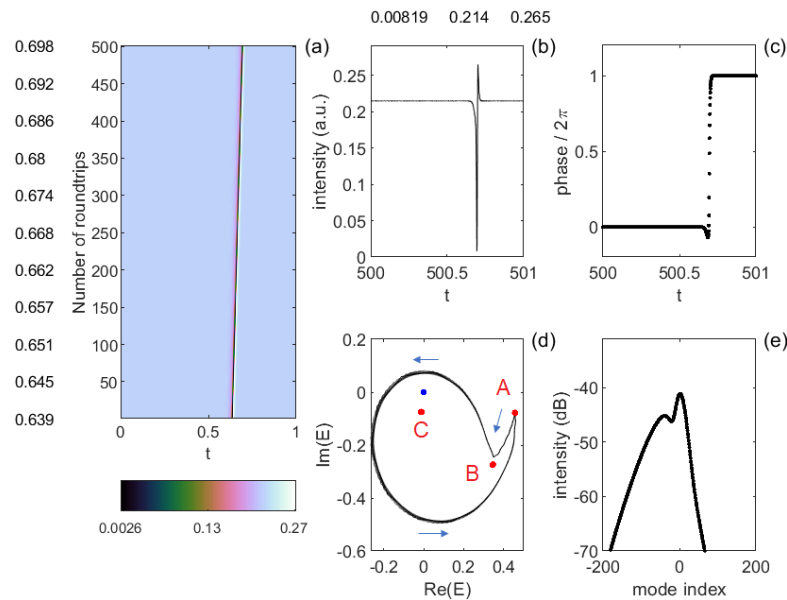 0.00819 0.214 0.265
0.698
0.692
0.686
0.68
0.674
0.668
0.662
0.657
0.651
0.645
0.639
Number of roundtrips
500
450
400
350
300
250
200
150
100
50
0 0.5 1
t
(a)
0.0026 0.13 0.27
intensity (a.u.)
0.25
0.2
0.15
0.1
0.05
0
500 500.5 501
t
(b)
phase / 2π
1
0.5
0
500 500.5 501
t
(c)
Im(E)
0.2
0
-0.2
-0.4
-0.6
-0.2 0 0.2 0.4
Re(E)
A
B
C
(d)
intensity (dB)
-40
-50
-60
-70
-200 0 200
mode index
(e)